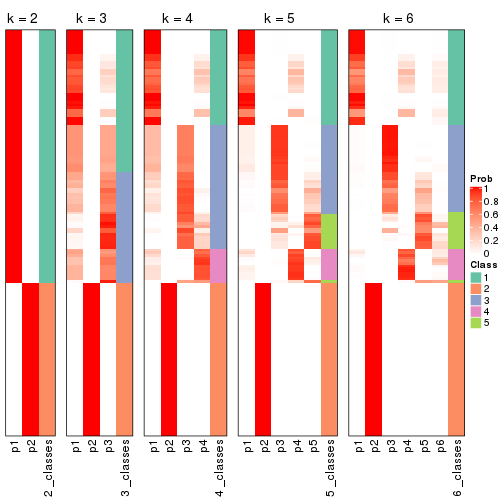 k = 2 k = 3 k = 4 k = 5 k = 6
Prob
1
0.8
0.6
0.4
0.2
0
Class
1
2
3
4
5
p1 p2 2_classes p1 p2 p3 3_classes p1 p2 p3 p4 4_classes p1 p2 p3 p4 p5 5_classes p1 p2 p3 p4 p5 p6 6_classes